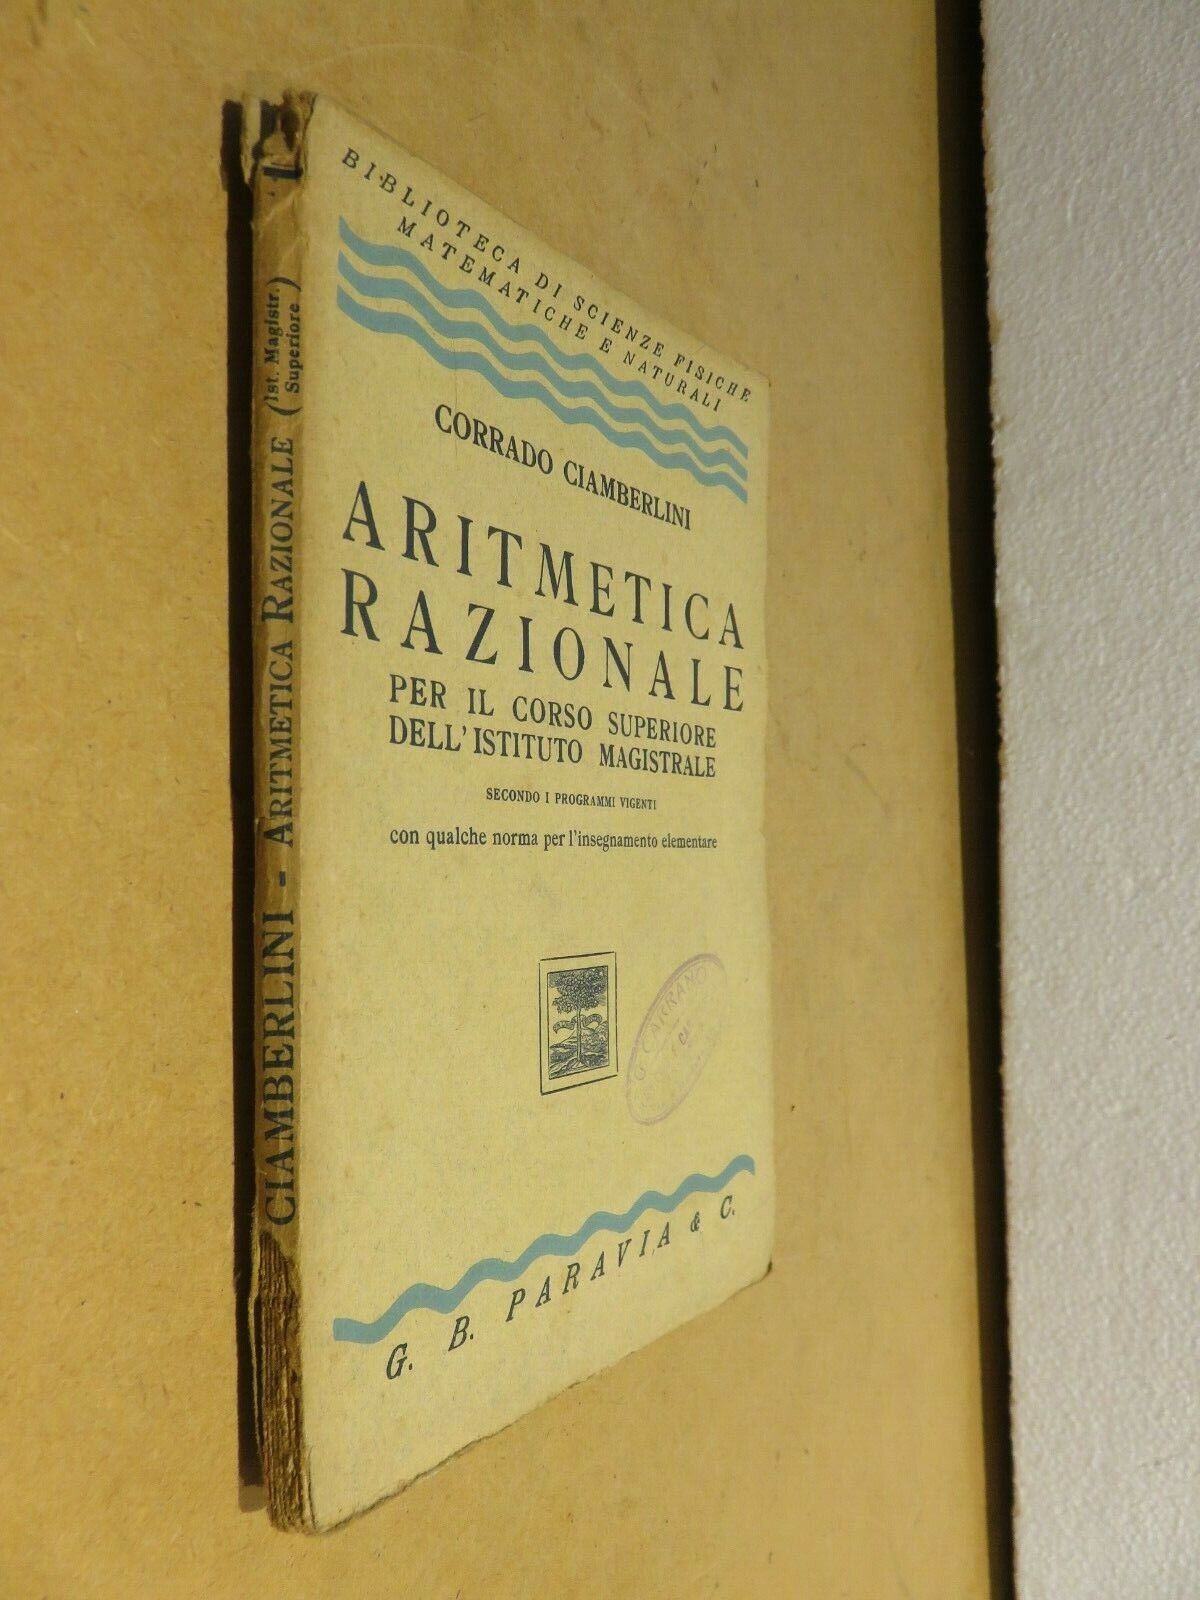 BIBLIOTECA DI SCIENZE FISICHE
MATEMATICHE E NATURALI
CORRADO CIAMBERLINI
ARITMETICA
RAZIONALE
PER IL CORSO SUPERIORE
DELL'ISTITUTO MAGISTRALE
SECONDO I PROGRAMMI VIGENTI
con qualche norma per l'insegnamento elementare
CARRANO
G. B. PARAVIA & C.
CIAMBERLINI - ARITMETICA RAZIONALE (Ist. Magistr.
Superiore)